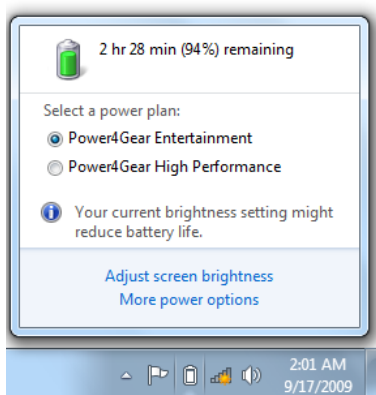 2 hr 28 min (94%) remaining
Select a power plan:
Power4Gear Entertainment
Power4Gear High Performance
Your current brightness setting might
reduce battery life.
Adjust screen brightness
More power options
2:01 AM
9/17/2009